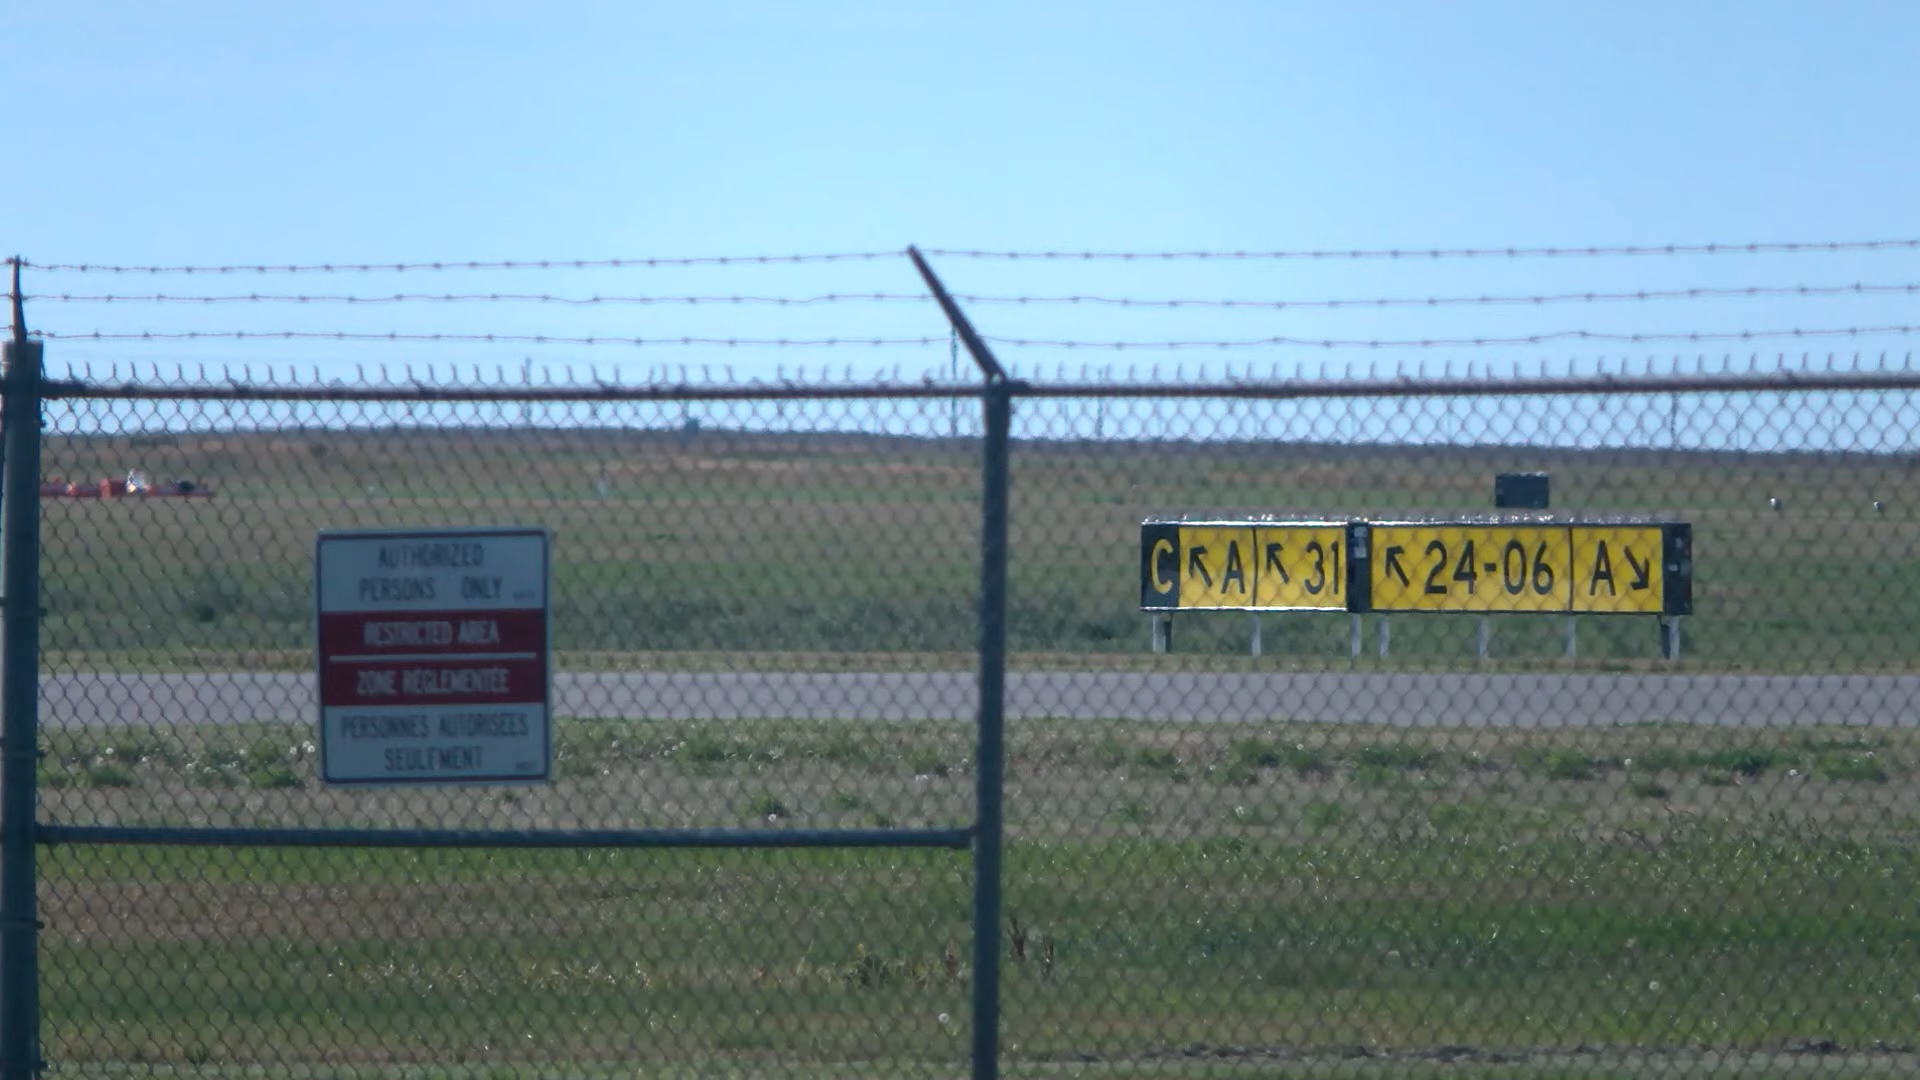 AUTHORIZED
PERSONS ONLY
RESTRICTED AREA
ZONE RÉGLEMENTÉE
PERSONNES AUTORISÉES
SEULEMENT
C ↖ A ↖ 31 ↖ 24-06 A ↘